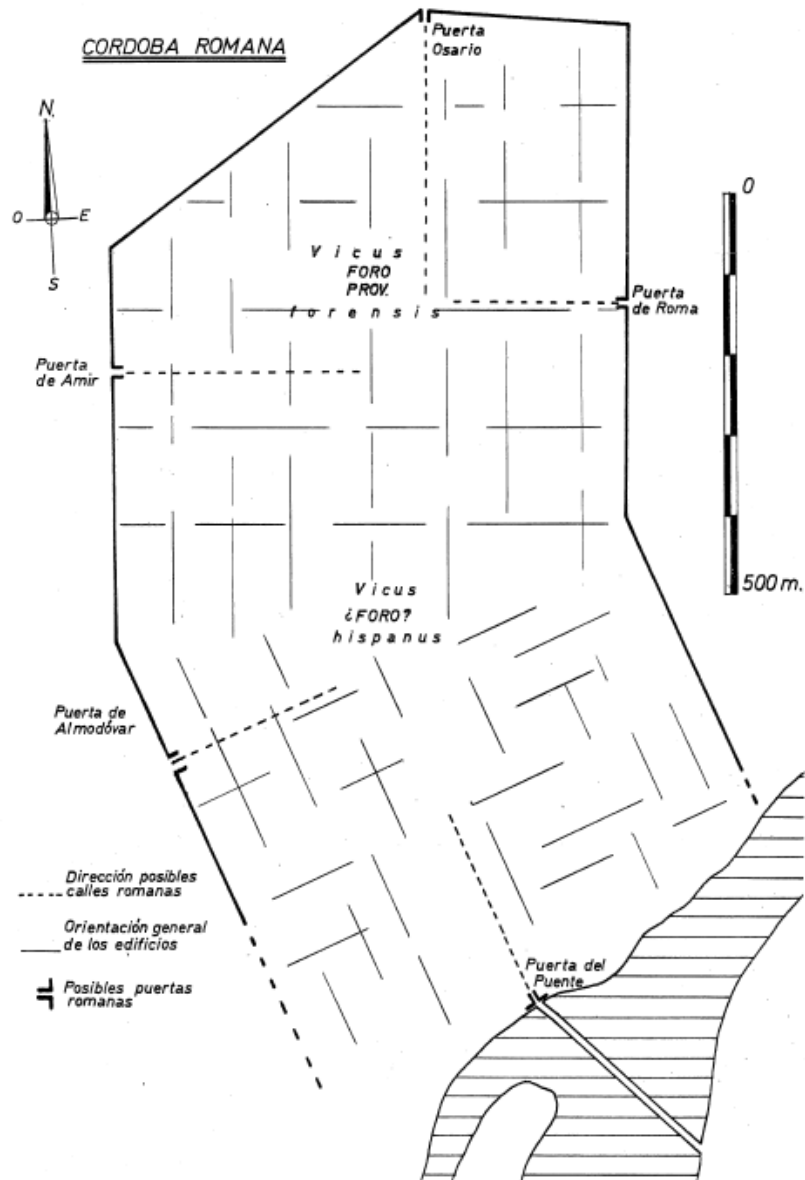 CORDOBA ROMANA
Puerta
Osario
N.
O
E
S
0
Vicus
FORO
PROV.
forensis
Puerta
de Roma
Puerta
de Amir
500 m.
Vicus
¿FORO?
hispanus
Puerta de
Almodóvar
Dirección posibles
calles romanas
Orientación general
de los edificios
Posibles puertas
romanas
Puerta del
Puente